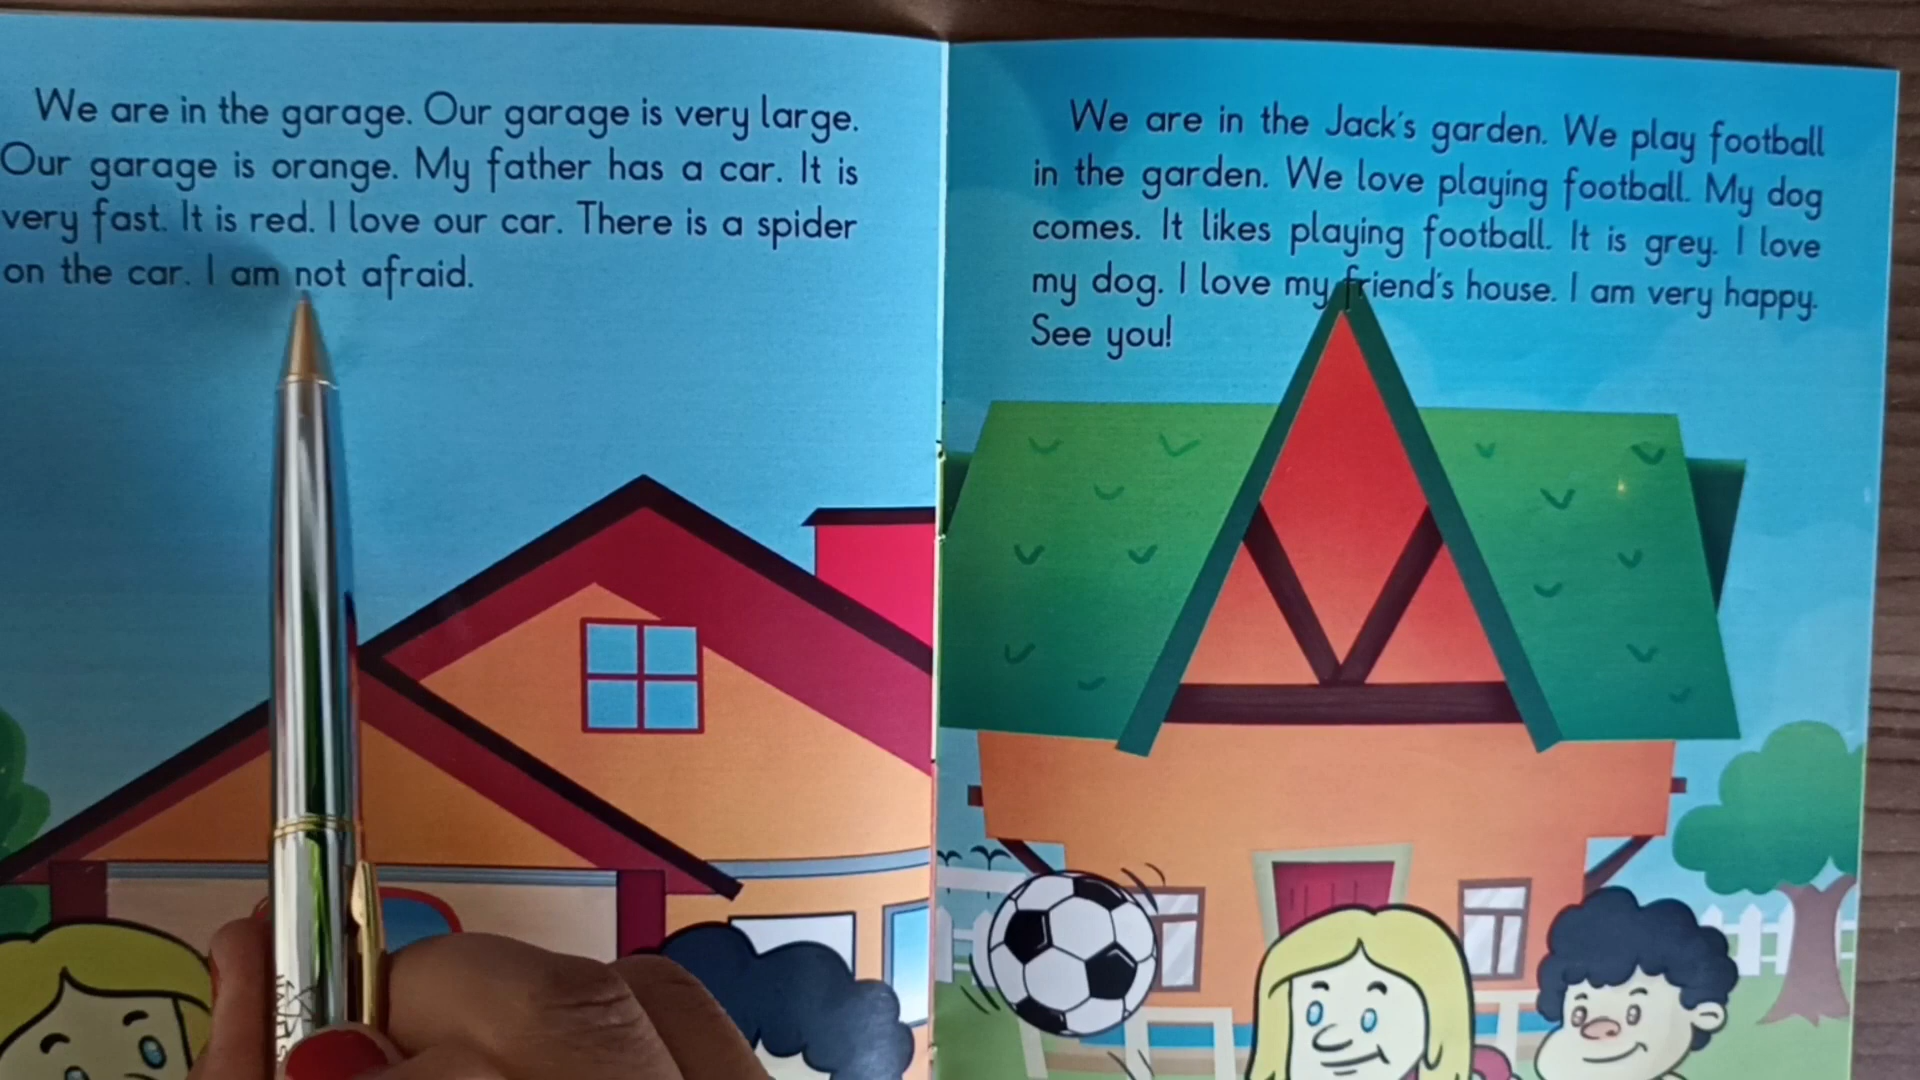 We are in the garage. Our garage is very large.
Our garage is orange. My father has a car. It is
very fast. It is red. I love our car. There is a spider
on the car. I am not afraid.
We are in the Jack's garden. We play football
in the garden. We love playing football. My dog
comes. It likes playing football. It is grey. I love
my dog. I love my friend's house. I am very happy.
See you!